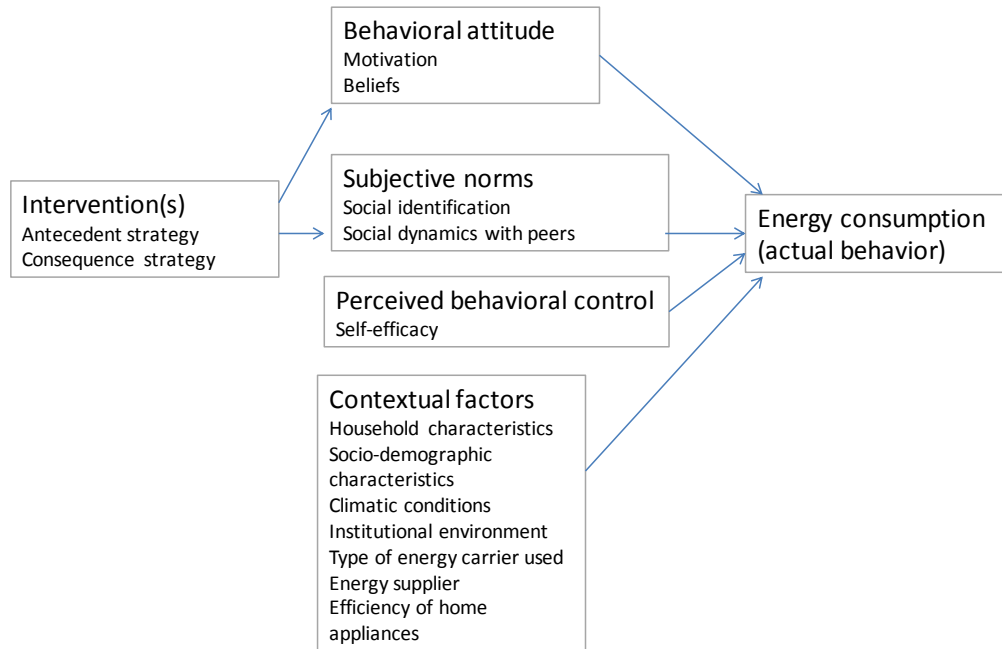 Behavioral attitude
Motivation
Beliefs
Intervention(s)
Antecedent strategy
Consequence strategy
Subjective norms
Social identification
Social dynamics with peers
Energy consumption
(actual behavior)
Perceived behavioral control
Self-efficacy
Contextual factors
Household characteristics
Socio-demographic
characteristics
Climatic conditions
Institutional environment
Type of energy carrier used
Energy supplier
Efficiency of home
appliances